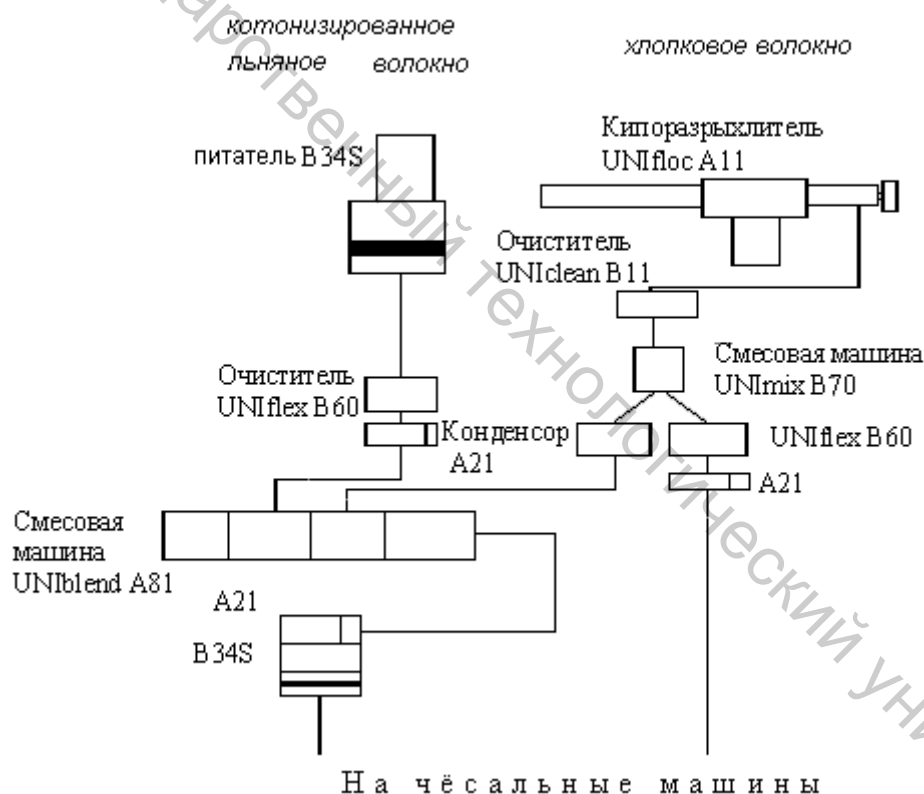 котонизированное
льняное волокно
хлопковое волокно
питатель B34S
Кипоразрыхлитель
UNIfloc A11
Очиститель
UNIclean B11
Смесовая машина
UNImix B70
Очиститель
UNIflex B60
Конденсор
A21
UNIflex B60
A21
Смесовая
машина
UNIblend A81
A21
B34S
На чёсальные машины
технологический